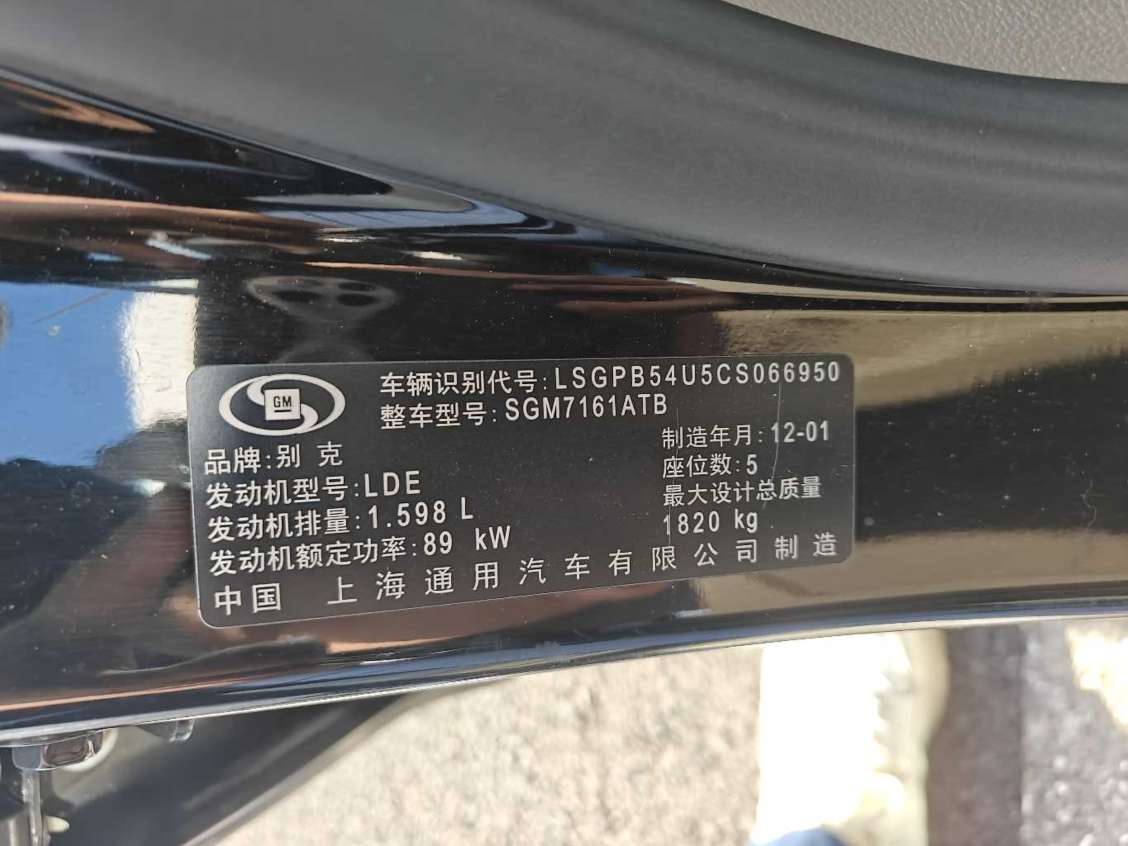 GM
车辆识别代号:LSGPB54U5CS066950
整车型号:SGM7161ATB
品牌:别 克
制造年月:12-01
发动机型号:LDE
座位数:5
发动机排量:1.598 L
最大设计总质量
1820 kg
发动机额定功率:89 kW
中国 上海通用汽车有限公司制造